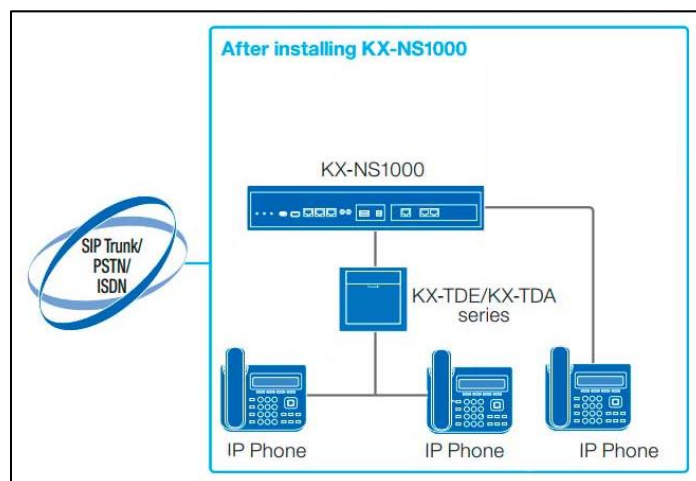 After installing KX-NS1000
KX-NS1000
SIP Trunk/
PSTN/
ISDN
KX-TDE/KX-TDA
series
IP Phone
IP Phone
IP Phone